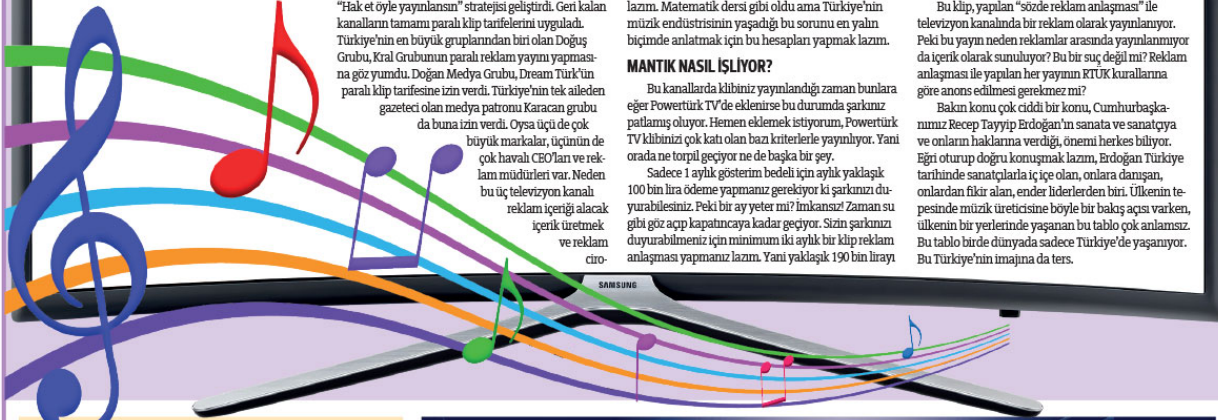 "Hak et öyle yayınlansın" stratejisi geliştirdi. Geri kalan
kanalların tamamı paralı klip tarifelerini uyguladı.
Türkiye'nin en büyük gruplarından biri olan Doğuş
Grubu, Kral Grubunun paralı reklam yayını yapması-
na göz yumdu. Doğan Medya Grubu, Dream Türk'ün
paralı klip tarifesine izin verdi. Türkiye'nin tek aileden
gazeteci olan medya patronu Karacan grubu
da buna izin verdi. Oysa üçü de çok
büyük markalar, üçünün de
çok havalı CEO'ları ve rek-
lam müdürleri var. Neden
bu üç televizyon kanalı
reklam içeriği alacak
içerik üretmek
ve reklam
ciro-
lazım. Matematik dersi gibi oldu ama Türkiye'nin
müzik endüstrisinin yaşadığı bu sorunu en yalın
biçimde anlatmak için bu hesapları yapmak lazım.
MANTIK NASIL İŞLİYOR?
Bu kanallarda klibiniz yayınlandığı zaman bunlara
eğer Powertürk TV'de eklenirse bu durumda şarkınız
patlamış oluyor. Hemen eklemek istiyorum, Powertürk
TV klibinizi çok katı olan bazı kriterlerle yayınlıyor. Yani
orada ne torpil geçiyor ne de başka bir şey.
Sadece 1 aylık gösterim bedeli için aylık yaklaşık
100 bin lira ödeme yapmanız gerekiyor ki şarkınızı du-
yurabilesiniz. Peki bir ay yeter mi? İmkansız! Zaman su
gibi göz açıp kapatıncaya kadar geçiyor. Sizin şarkınızı
duyurabilmeniz için minimum iki aylık bir klip reklam
anlaşması yapmanız lazım. Yani yaklaşık 190 bin lirayı
Bu klip, yapılan "sözde reklam anlaşması" ile
televizyon kanalında bir reklam olarak yayınlanıyor.
Peki bu yayın neden reklamlar arasında yayınlanmıyor
da içerik olarak sunuluyor? Bu bir suç değil mi? Reklam
anlaşması ile yapılan her yayının RTÜK kurallarına
göre anons edilmesi gerekmez mi?
Bakın konu çok ciddi bir konu, Cumhurbaşka-
nımız Recep Tayyip Erdoğan'ın sanata ve sanatçıya
ve onların haklarına verdiği, önemi herkes biliyor.
Eğri oturup doğru konuşmak lazım, Erdoğan Türkiye
tarihinde sanatçılarla iç içe olan, onlara danışan,
onlardan fikir alan, ender liderlerden biri. Ülkenin te-
pesinde müzik üreticisine böyle bir bakış açısı varken,
ülkenin bir yerlerinde yaşanan bu tablo çok anlamsız.
Bu tablo birde dünyada sadece Türkiye'de yaşanıyor.
Bu Türkiye'nin imajına da ters.
SAMSUNG